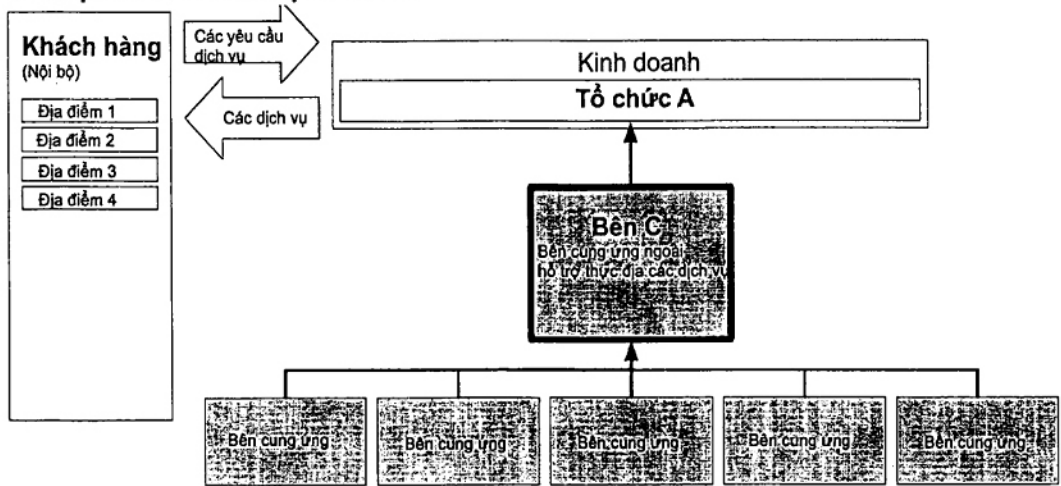 Khách hàng
(Nội bộ)
Địa điểm 1
Địa điểm 2
Địa điểm 3
Địa điểm 4
Các yêu cầu
dịch vụ
Các dịch vụ
Kinh doanh
Tổ chức A
Bên C
Bên cung ứng ngoài
hỗ trợ thực địa các dịch vụ
Bên cung ứng
Bên cung ứng
Bên cung ứng
Bên cung ứng
Bên cung ứng